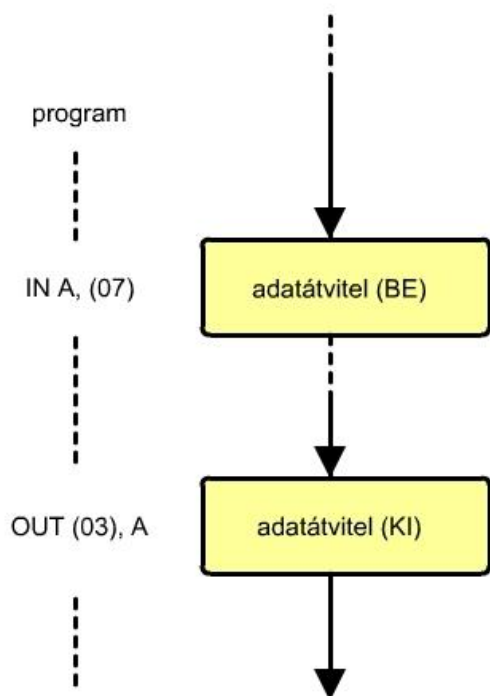 program
IN A, (07)
adatátvitel (BE)
OUT (03), A
adatátvitel (KI)